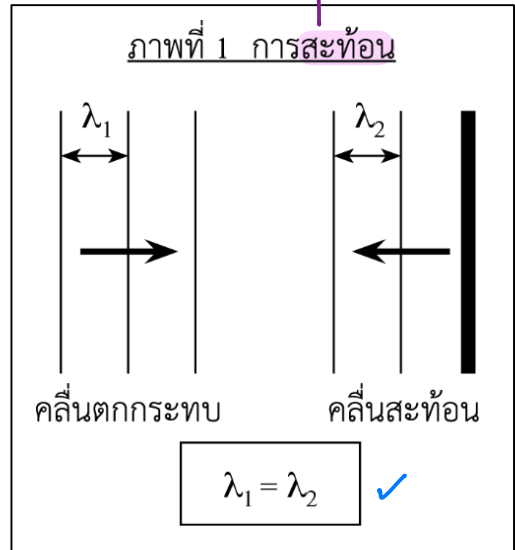 ภาพที่ 1 การสะท้อน
λ₁ λ₂
คลื่นตกกระทบ คลื่นสะท้อน
λ₁ = λ₂